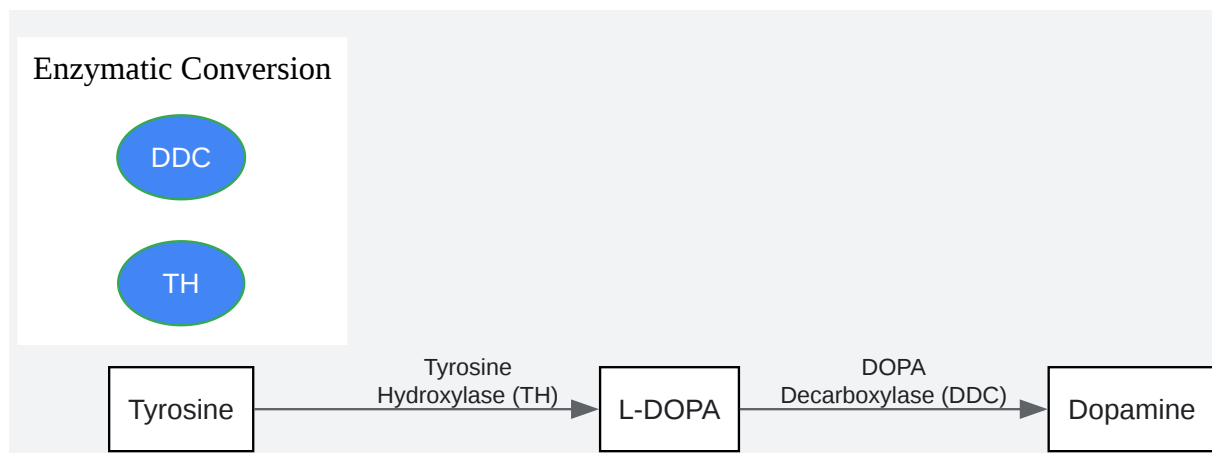 Enzymatic Conversion
DDC
TH
Tyrosine
Hydroxylase (TH)
DOPA
Decarboxylase (DDC)
Tyrosine
L-DOPA
Dopamine